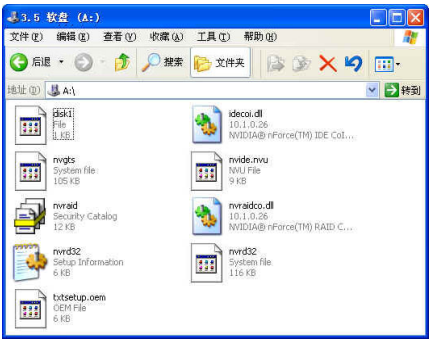 3.5 软盘 (A:)
文件(F) 编辑(E) 查看(V) 收藏(A) 工具(T) 帮助(H)
后退 搜索 文件夹
地址(D) A:\ 转到
disk1 idecoi.dll
File 10.1.0.26
1 KB NVIDIA® nForce(TM) IDE CoI...
nvgts nvide.nvu
System file NVU File
105 KB 9 KB
nvraid nvraidco.dll
Security Catalog 10.1.0.26
12 KB NVIDIA® nForce(TM) RAID C...
nvrd32 nvrd32
Setup Information System file
6 KB 116 KB
txtsetup.oem
OEM File
6 KB